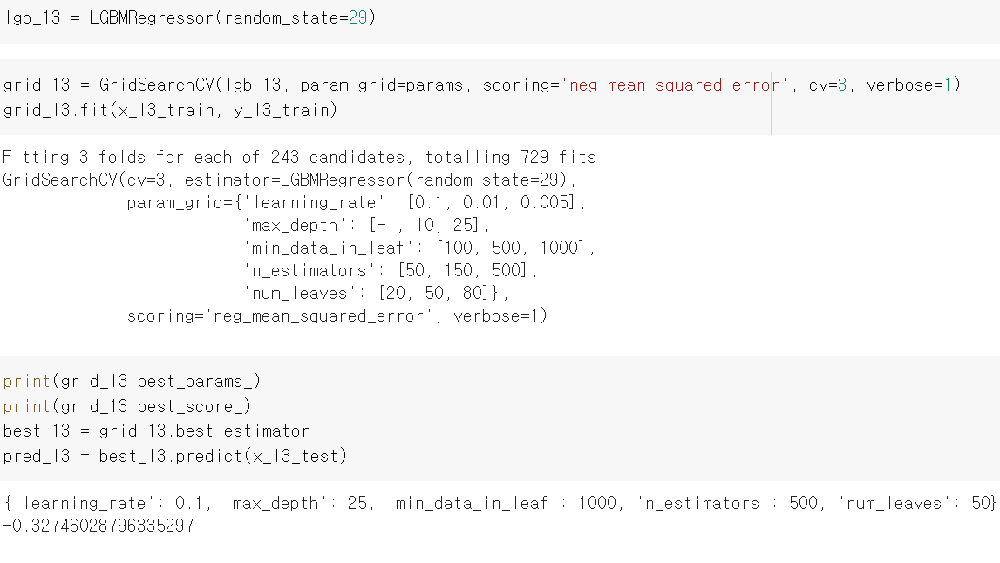 lgb_13 = LGBMRegressor(random_state=29)
grid_13 = GridSearchCV(lgb_13, param_grid=params, scoring='neg_mean_squared_error', cv=3, verbose=1)
grid_13.fit(x_13_train, y_13_train)
Fitting 3 folds for each of 243 candidates, totalling 729 fits
GridSearchCV(cv=3, estimator=LGBMRegressor(random_state=29),
             param_grid={'learning_rate': [0.1, 0.01, 0.005],
                         'max_depth': [-1, 10, 25],
                         'min_data_in_leaf': [100, 500, 1000],
                         'n_estimators': [50, 150, 500],
                         'num_leaves': [20, 50, 80]},
             scoring='neg_mean_squared_error', verbose=1)
print(grid_13.best_params_)
print(grid_13.best_score_)
best_13 = grid_13.best_estimator_
pred_13 = best_13.predict(x_13_test)
{'learning_rate': 0.1, 'max_depth': 25, 'min_data_in_leaf': 1000, 'n_estimators': 500, 'num_leaves': 50}
-0.32746028796335297